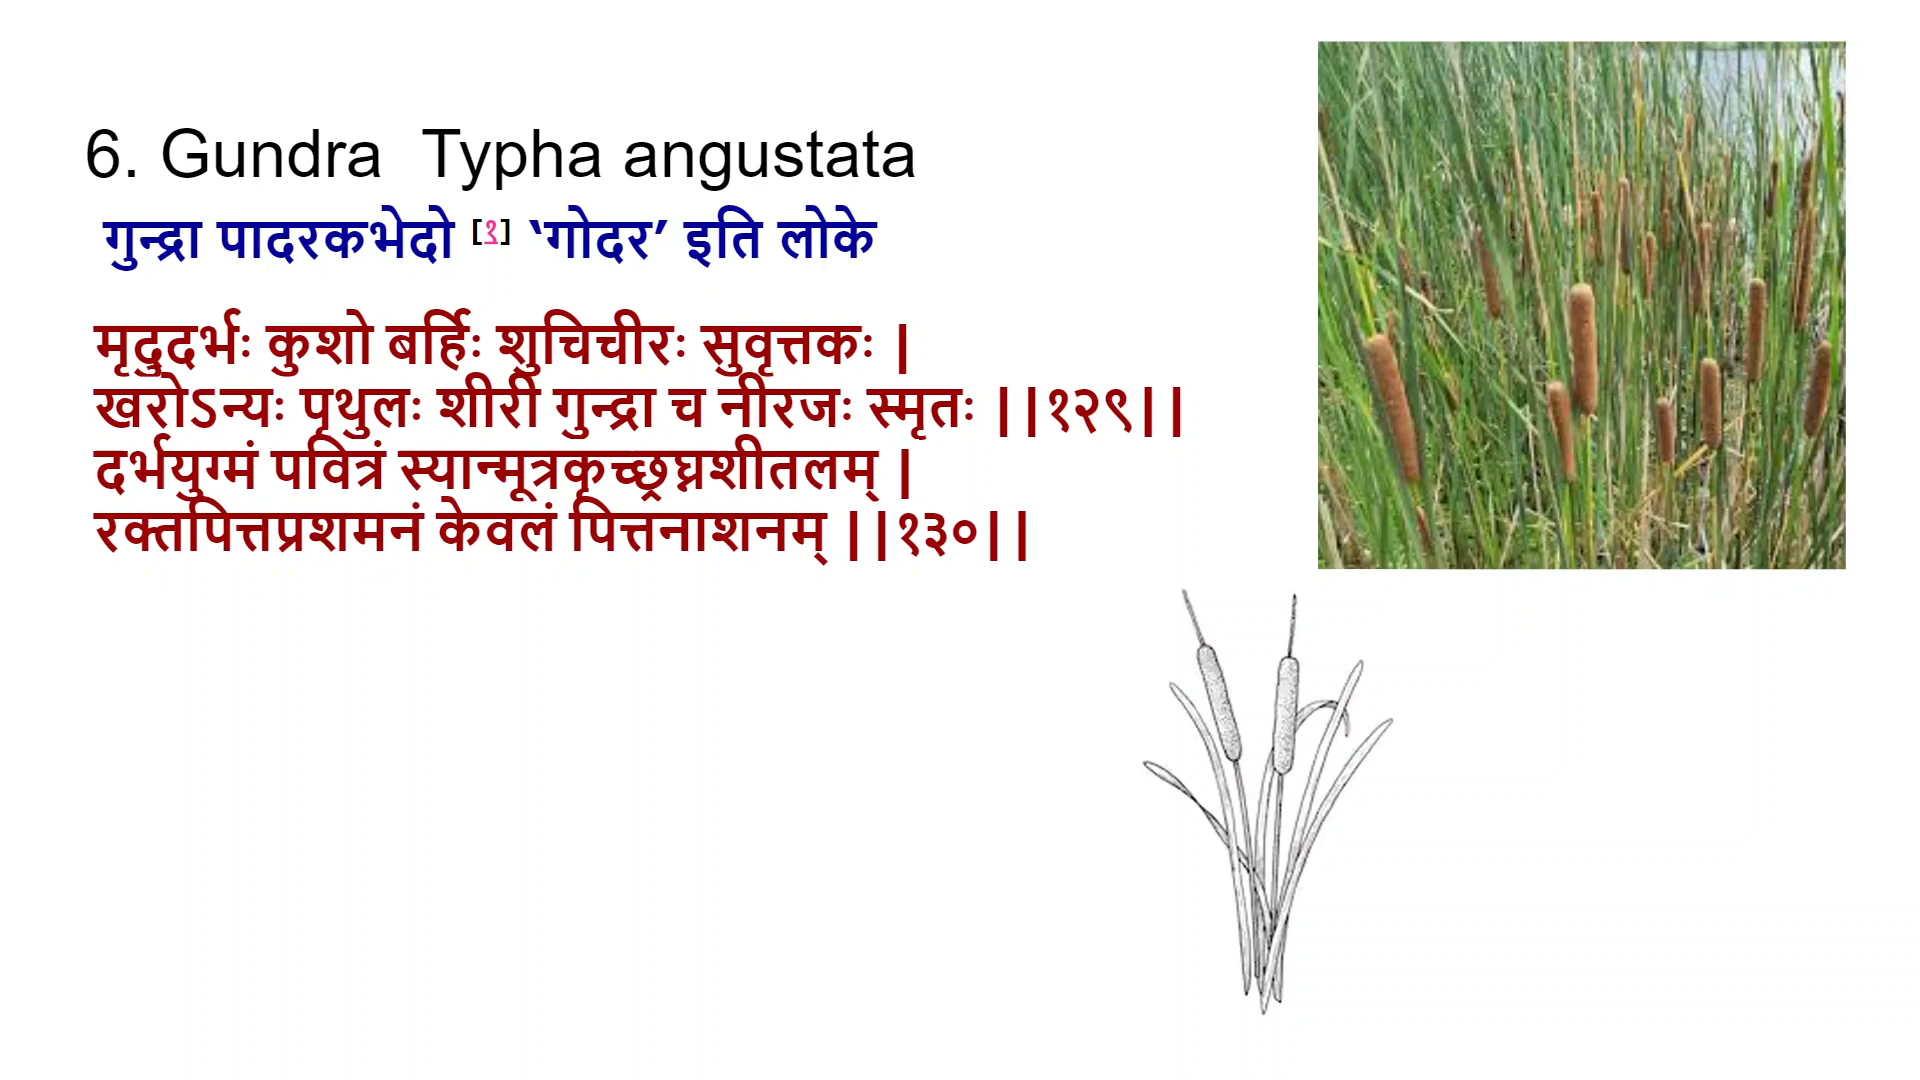 6. Gundra  Typha angustata
गुन्द्रा पादरकभेदो [१] ‘गोदर’ इति लोके
मृदुदर्भः कुशो बर्हिः शुचिचीरः सुवृत्तकः |
खरोऽन्यः पृथुलः शीरी गुन्द्रा च नीरजः स्मृतः ||१२९||
दर्भयुग्मं पवित्रं स्यान्मूत्रकृच्छ्रघ्नशीतलम् |
रक्तपित्तप्रशमनं केवलं पित्तनाशनम् ||१३०||